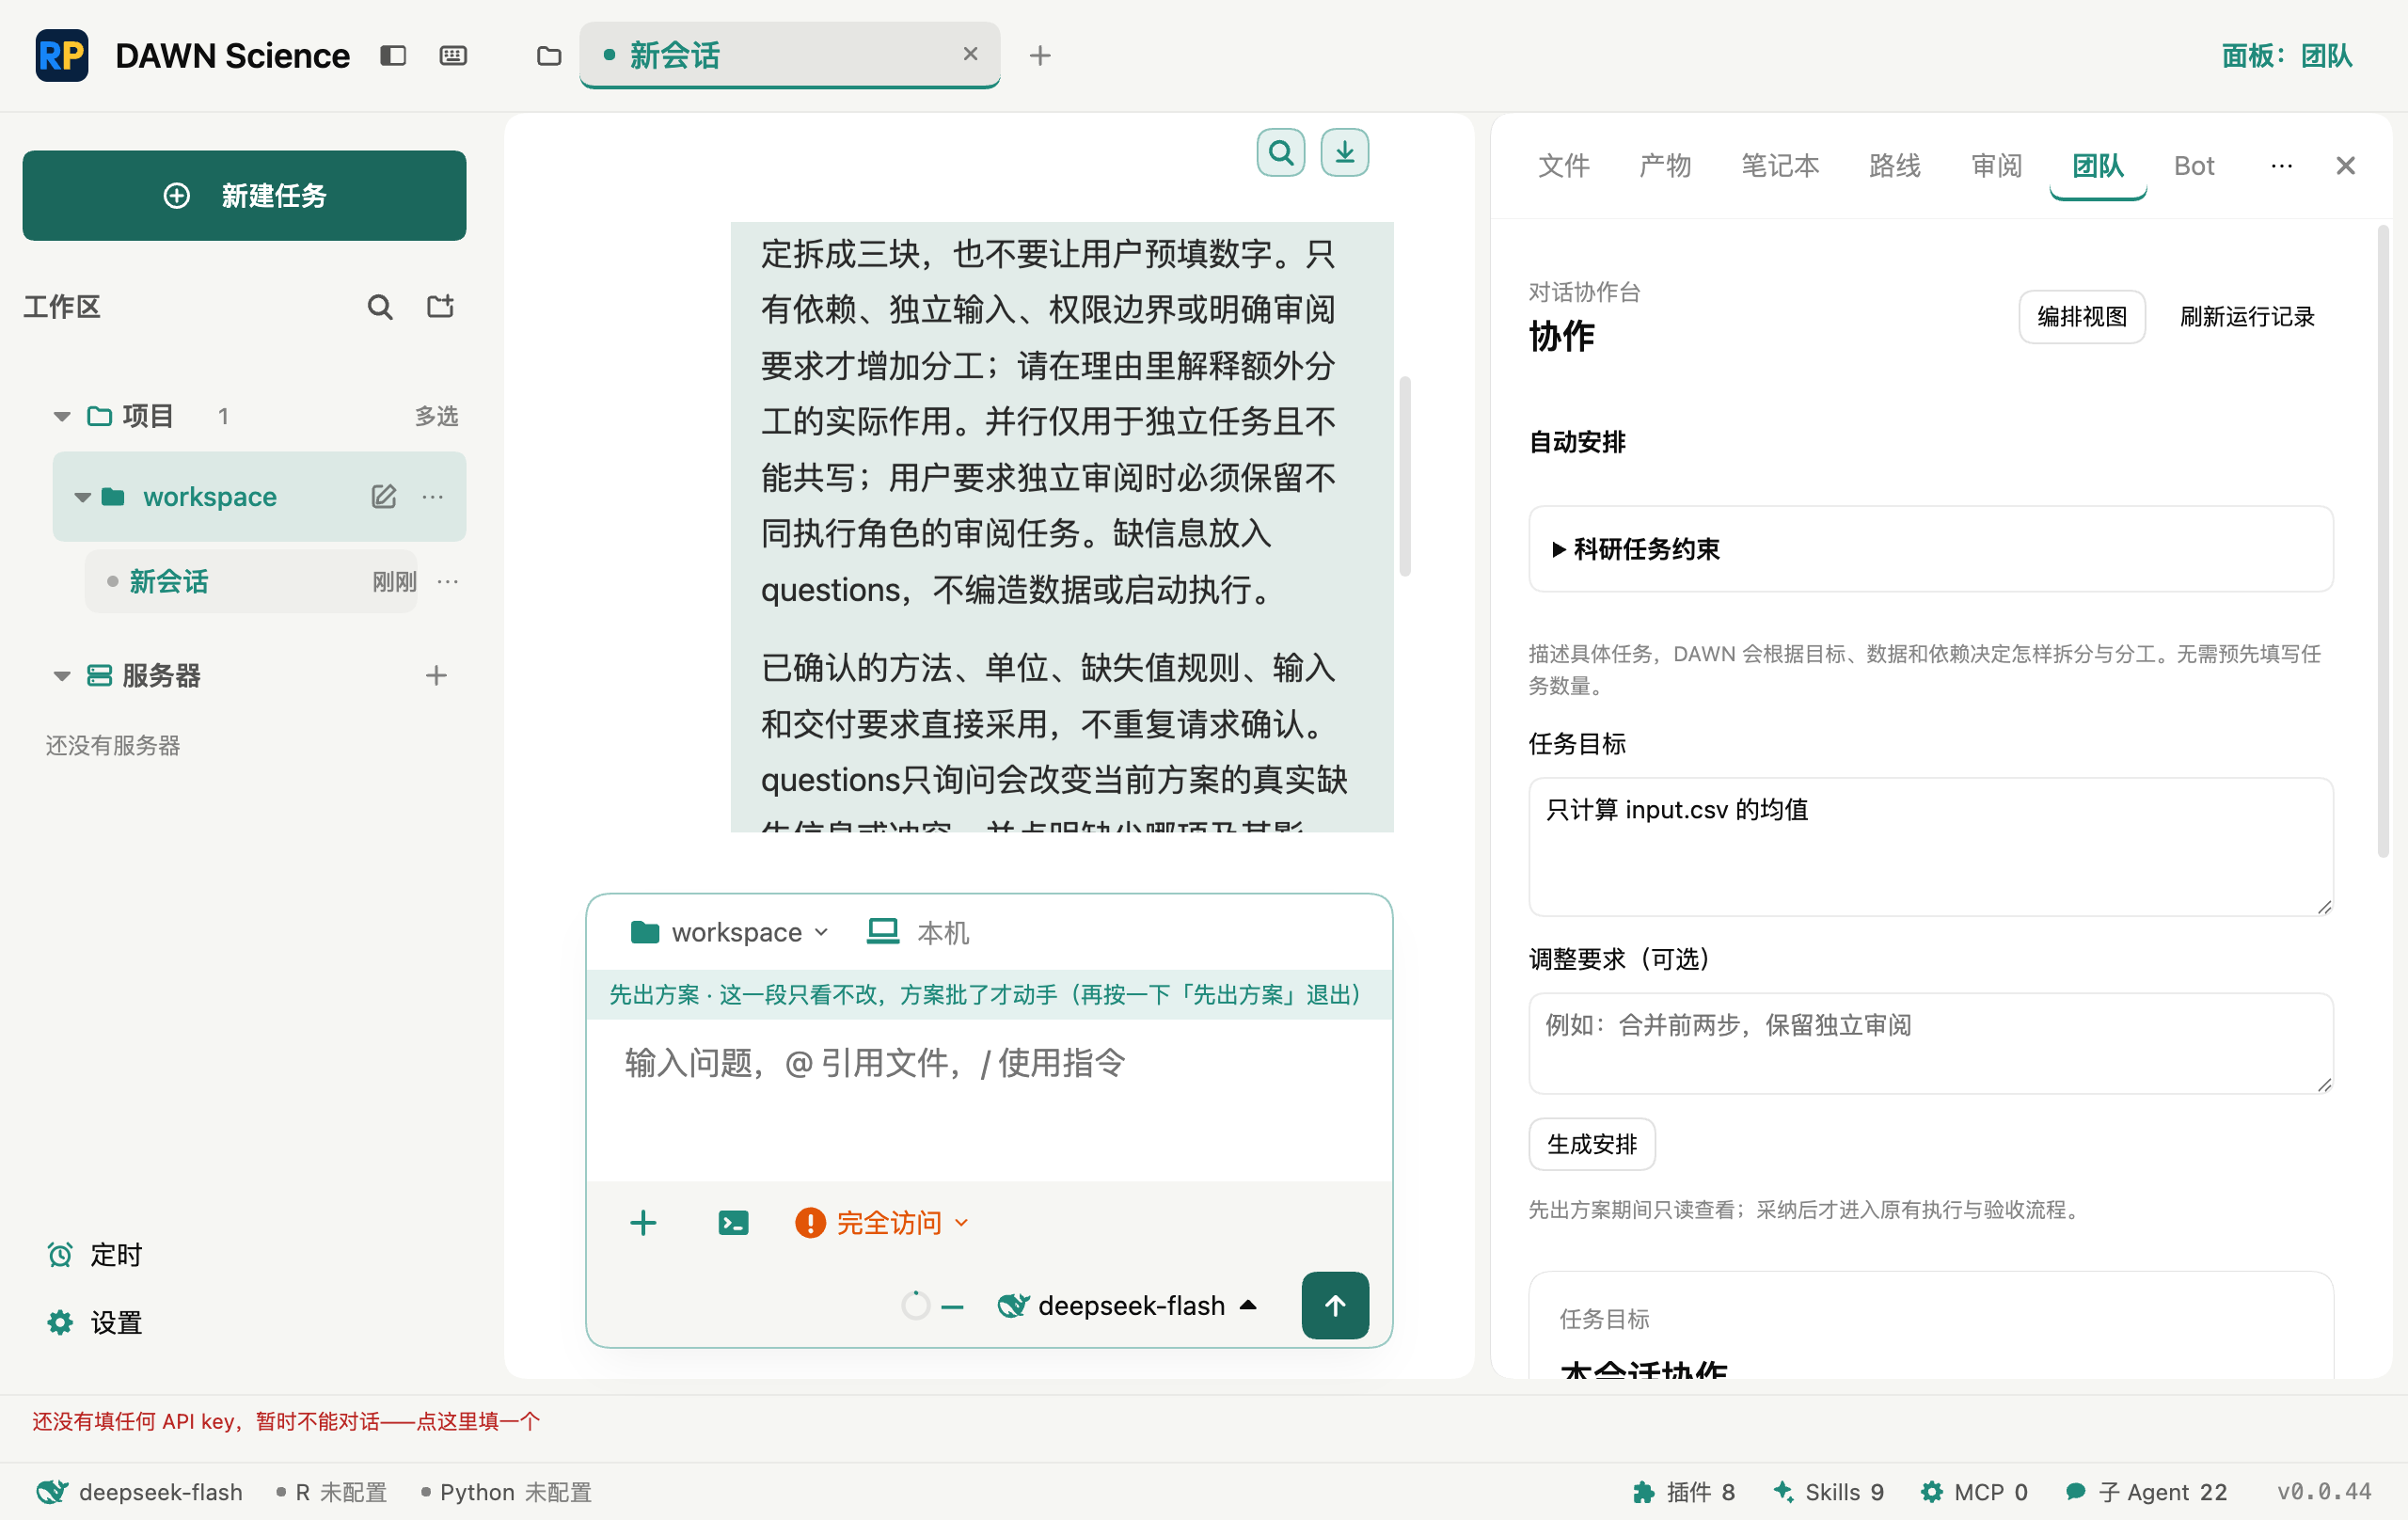 RP DAWN Science
新会话
面板：团队
新建任务
工作区
项目 1 多选
workspace
新会话 刚刚
服务器
还没有服务器
定时
设置
定拆成三块，也不要让用户预填数字。只
有依赖、独立输入、权限边界或明确审阅
要求才增加分工；请在理由里解释额外分
工的实际作用。并行仅用于独立任务且不
能共写；用户要求独立审阅时必须保留不
同执行角色的审阅任务。缺信息放入
questions，不编造数据或启动执行。
已确认的方法、单位、缺失值规则、输入
和交付要求直接采用，不重复请求确认。
questions只询问会改变当前方案的真实缺
失信息或冲突，并点明缺少哪项及其影
workspace 本机
先出方案 · 这一段只看不改，方案批了才动手（再按一下「先出方案」退出）
输入问题，@ 引用文件，/ 使用指令
完全访问
deepseek-flash
文件 产物 笔记本 路线 审阅 团队 Bot ···
对话协作台
协作
编排视图 刷新运行记录
自动安排
科研任务约束
描述具体任务，DAWN 会根据目标、数据和依赖决定怎样拆分与分工。无需预先填写任
务数量。
任务目标
只计算 input.csv 的均值
调整要求（可选）
例如：合并前两步，保留独立审阅
生成安排
先出方案期间只读查看；采纳后才进入原有执行与验收流程。
任务目标
本会话协作
还没有填任何 API key，暂时不能对话——点这里填一个
deepseek-flash R 未配置 Python 未配置
插件 8 Skills 9 MCP 0 子 Agent 22 v0.0.44